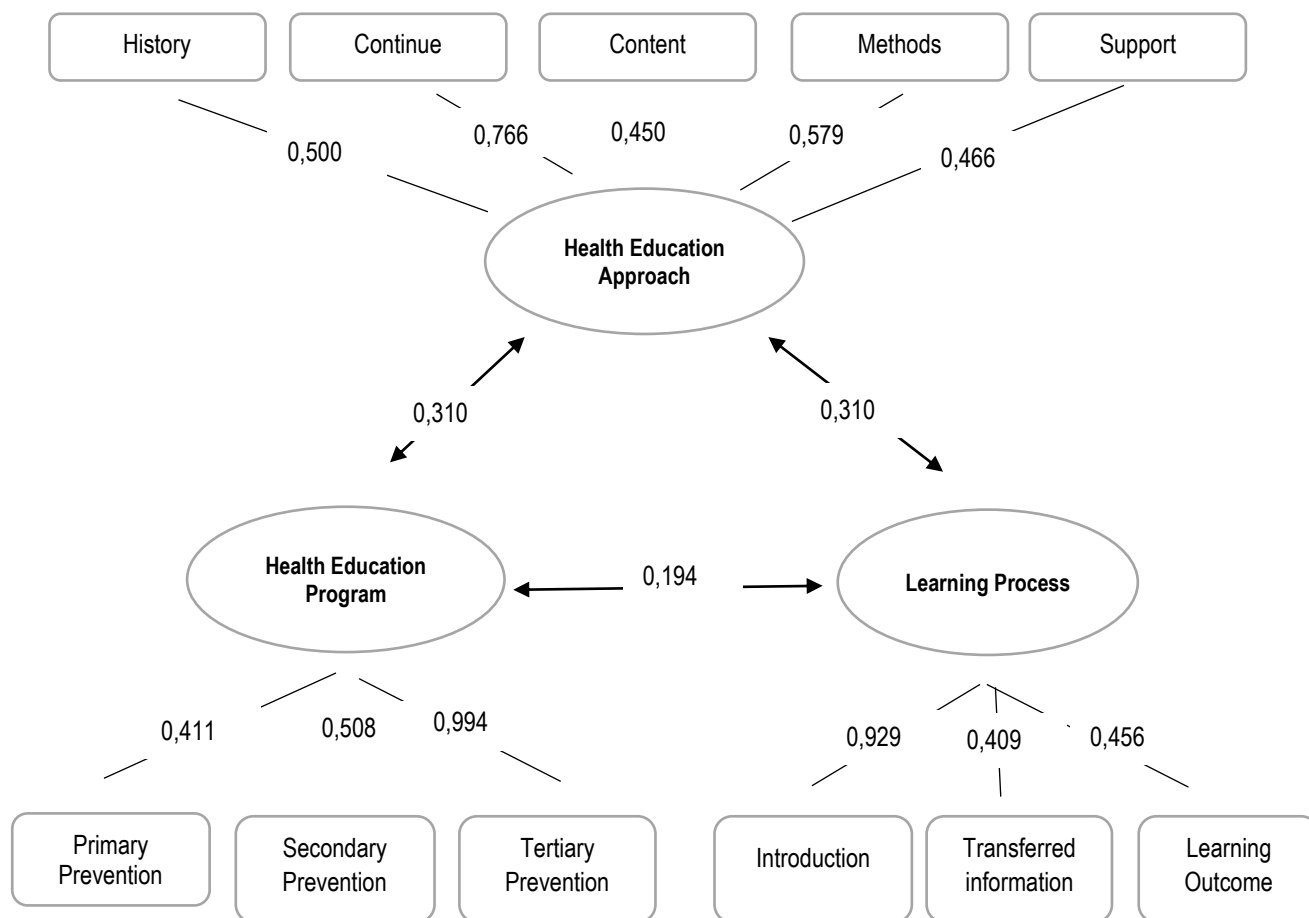 History
Continue
Content
Methods
Support
0,500
0,766
0,450
0,579
0,466
Health Education
Approach
0,310
0,310
Health Education
Program
0,194
Learning Process
0,411
0,508
0,994
0,929
0,409
0,456
Primary
Prevention
Secondary
Prevention
Tertiary
Prevention
Introduction
Transferred
information
Learning
Outcome